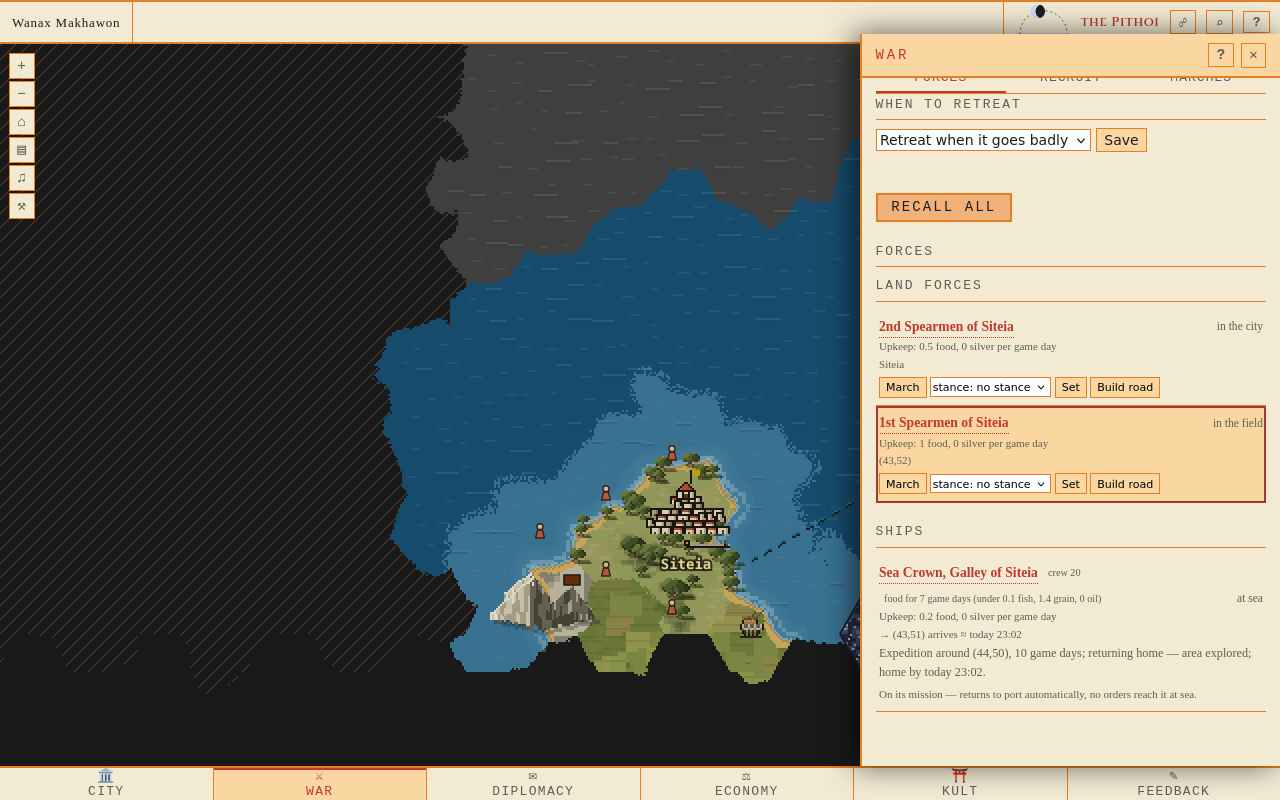 Wanax Makhawon
THE PITHOI
?
WAR
?
×
FORCES
RECRUIT
MARCHES
WHEN TO RETREAT
Retreat when it goes badly
Save
RECALL ALL
FORCES
LAND FORCES
2nd Spearmen of Siteia
in the city
Upkeep: 0.5 food, 0 silver per game day
Siteia
March
stance: no stance
Set
Build road
1st Spearmen of Siteia
in the field
Upkeep: 1 food, 0 silver per game day
(43,52)
March
stance: no stance
Set
Build road
SHIPS
Sea Crown, Galley of Siteia
crew 20
food for 7 game days (under 0.1 fish, 1.4 grain, 0 oil)
at sea
Upkeep: 0.2 food, 0 silver per game day
→ (43,51) arrives ≈ today 23:02
Expedition around (44,50), 10 game days; returning home — area explored;
home by today 23:02.
On its mission — returns to port automatically, no orders reach it at sea.
Siteia
CITY
WAR
DIPLOMACY
ECONOMY
KULT
FEEDBACK